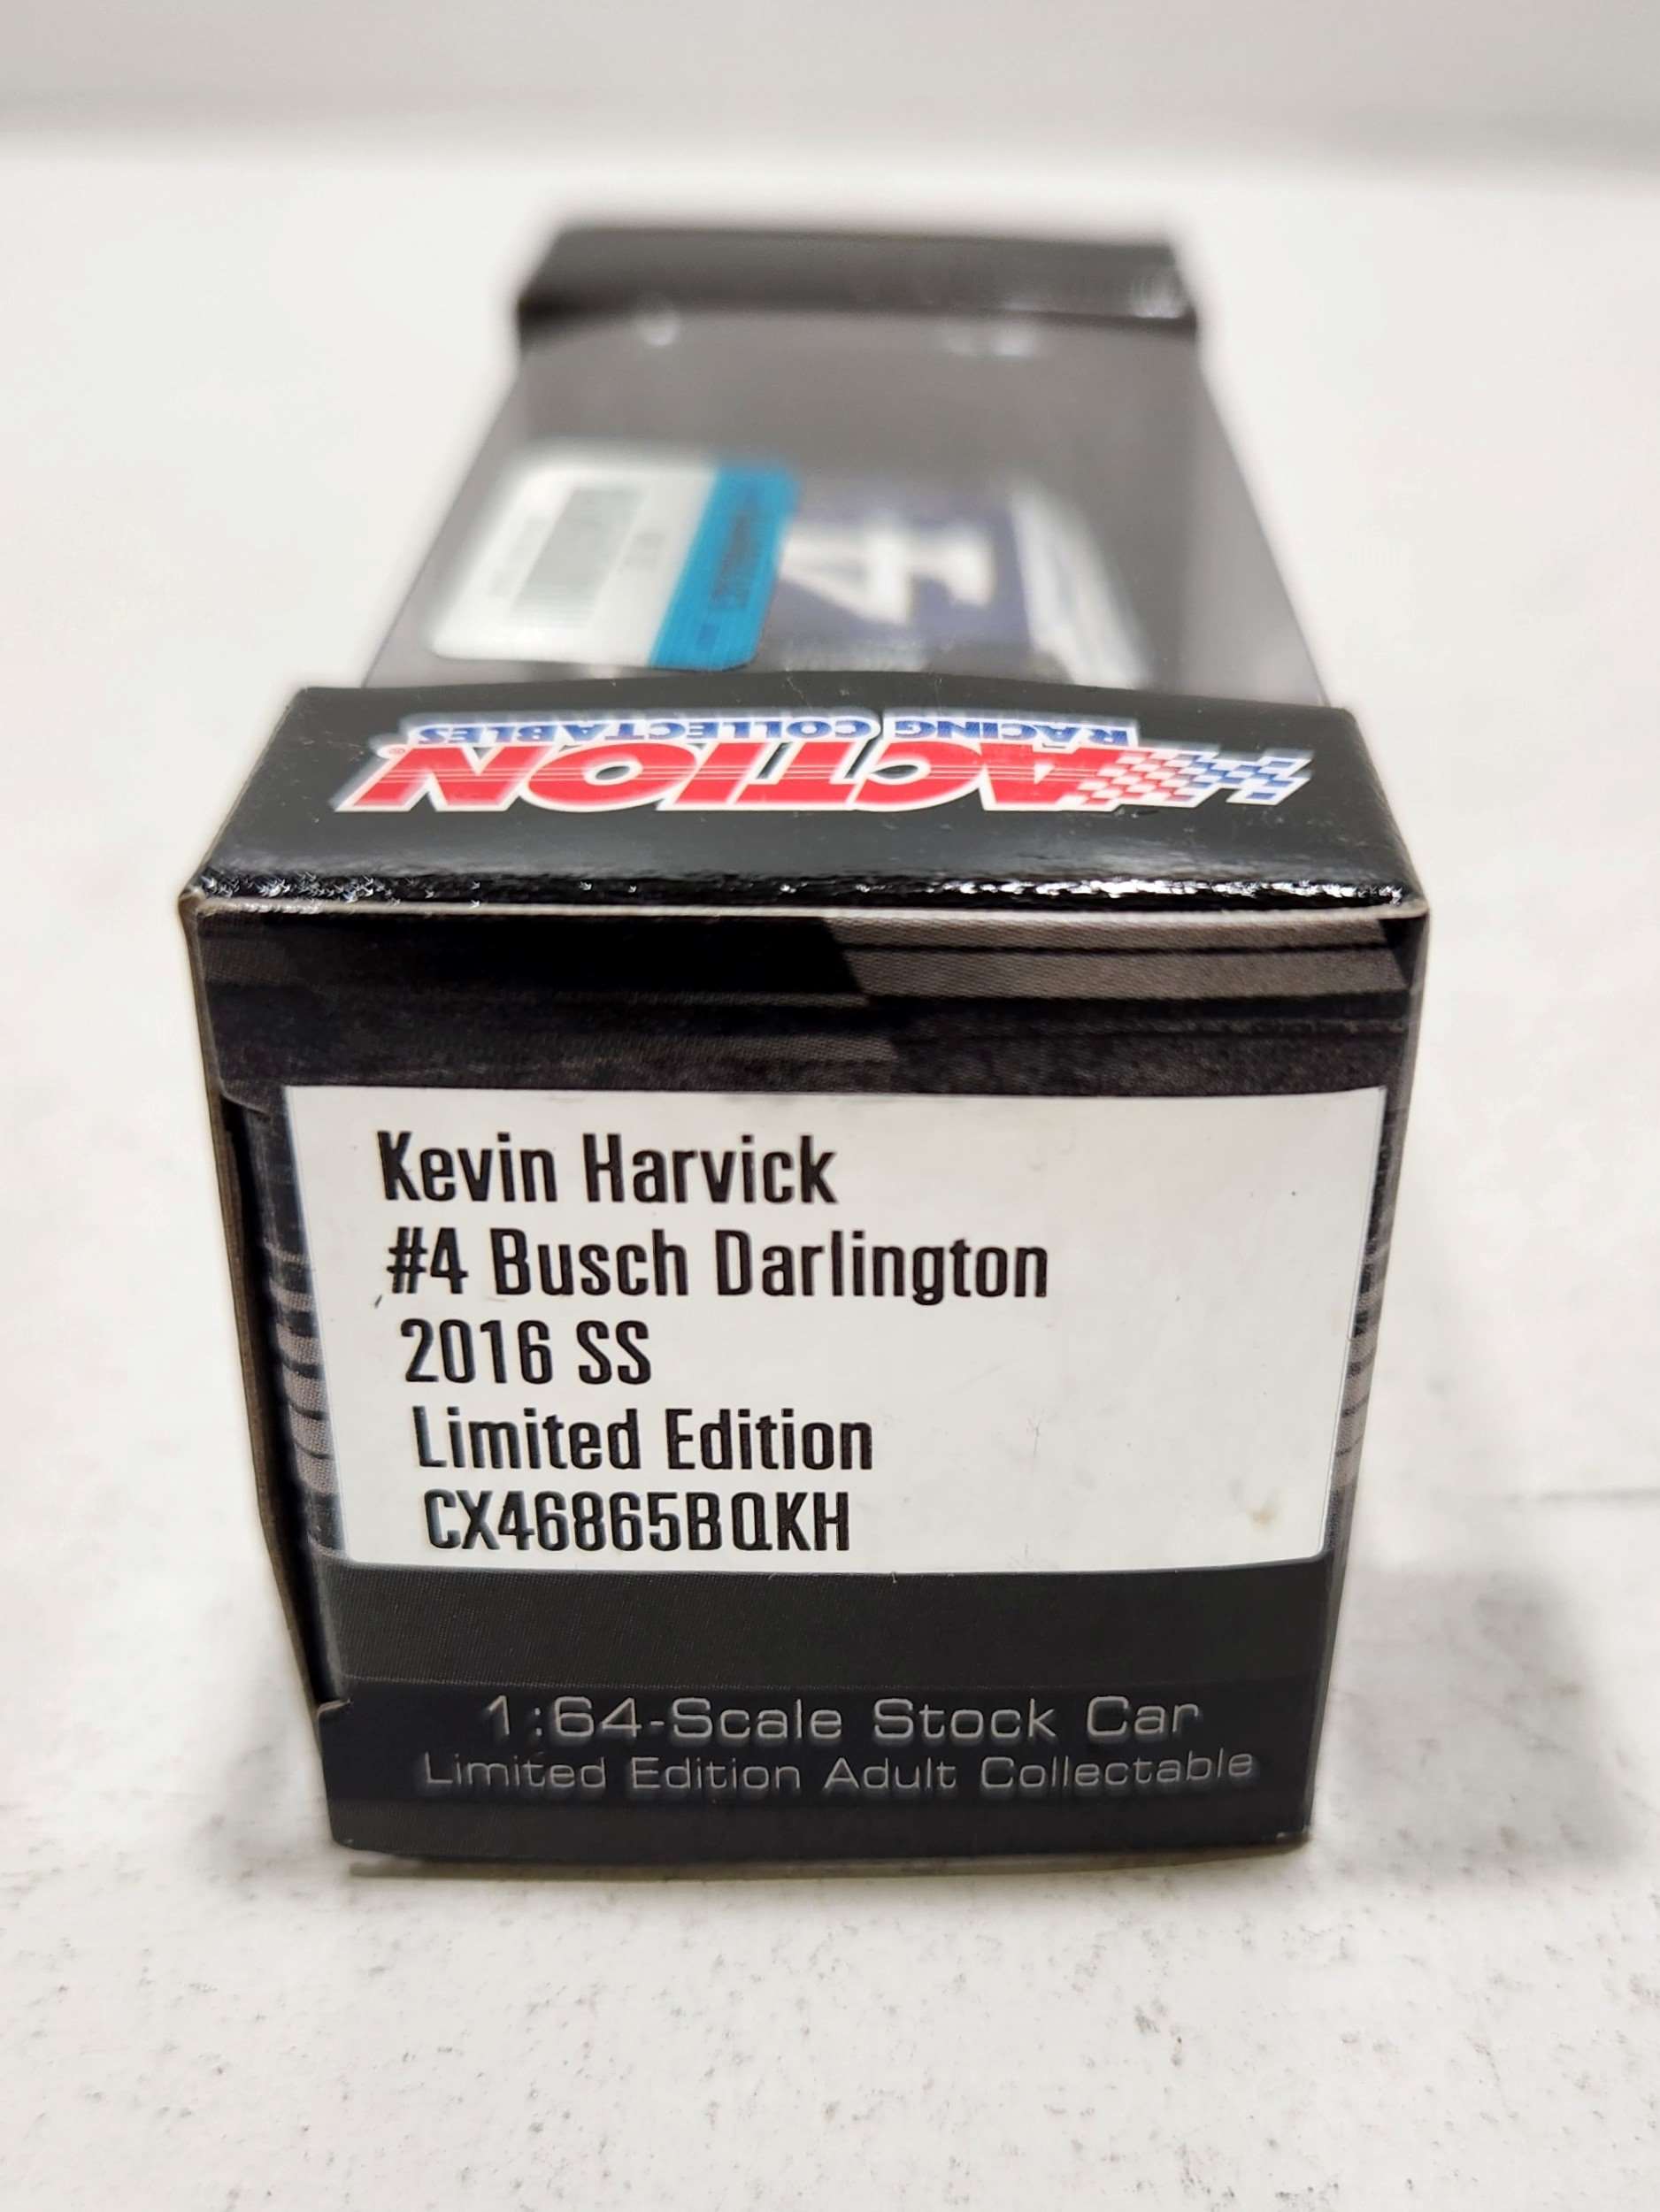 4
RACING COLLECTABLES
ACTION®
Kevin Harvick
#4 Busch Darlington
2016 SS
Limited Edition
CX46865BQKH
1:64-Scale Stock Car
Limited Edition Adult Collectable